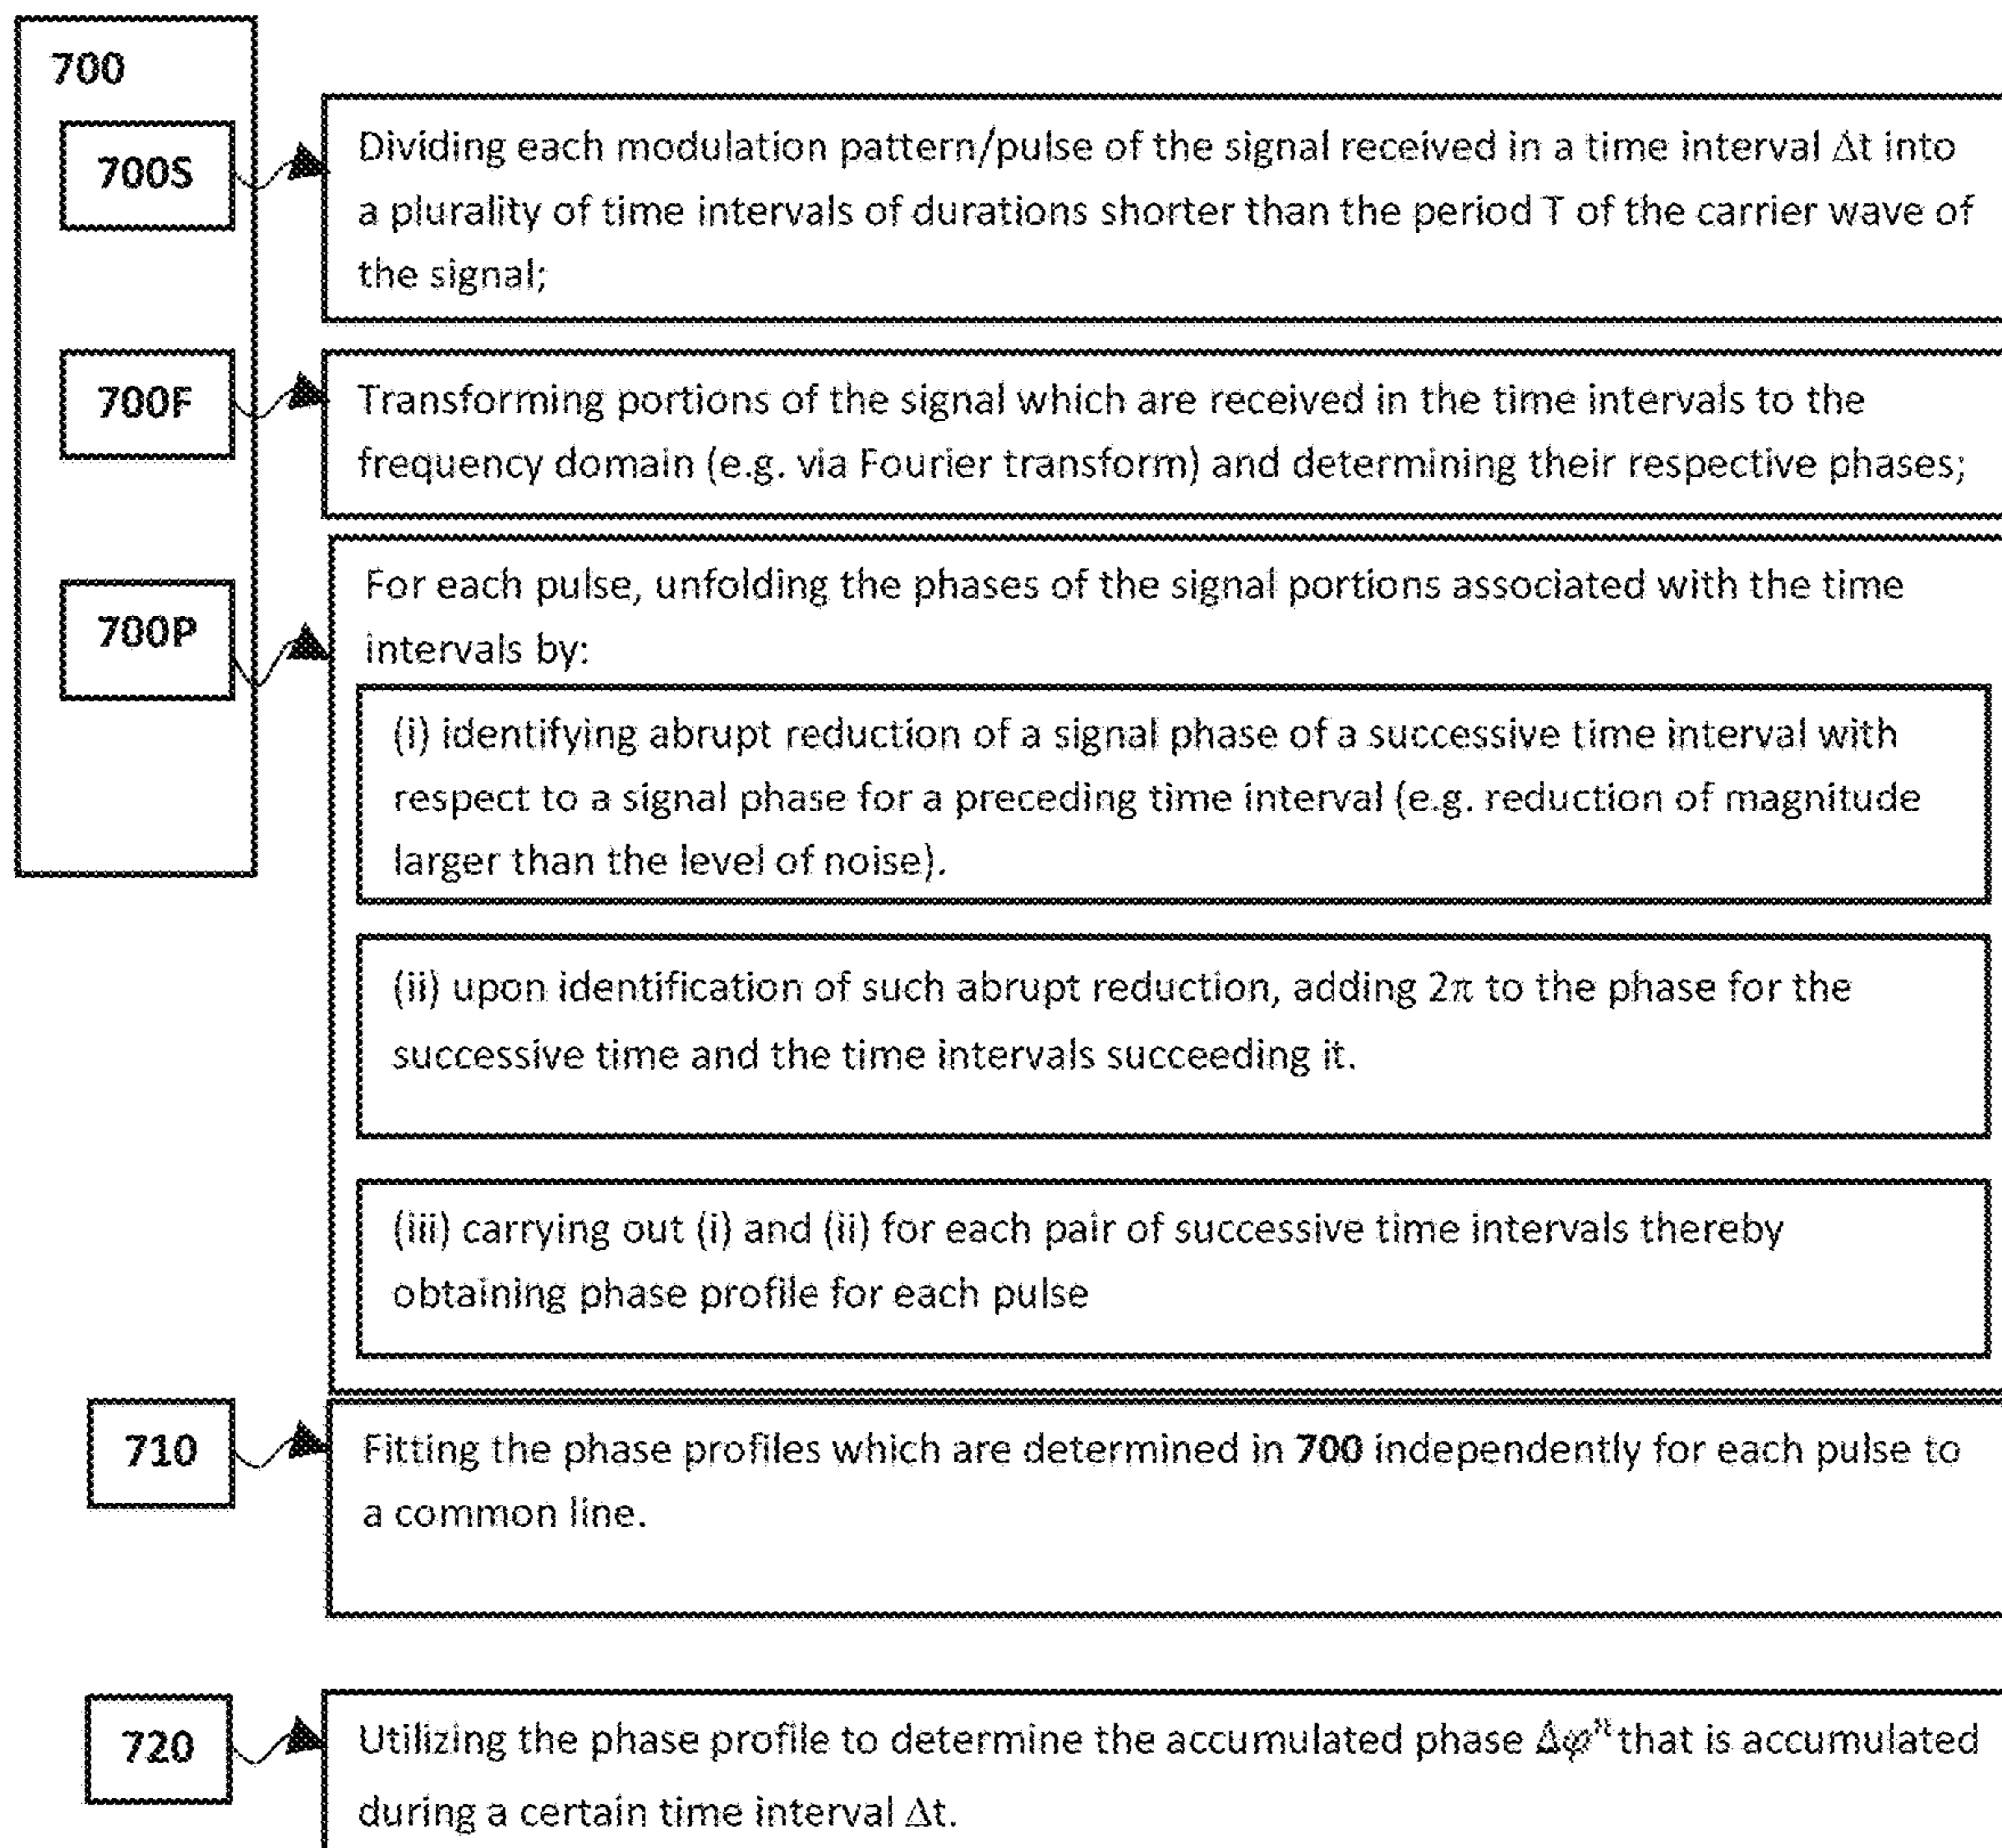 700
700S
Dividing each modulation pattern/pulse of the signal received in a time interval Δt into
a plurality of time intervals of durations shorter than the period T of the carrier wave of
the signal;
700F
Transforming portions of the signal which are received in the time intervals to the
frequency domain (e.g. via Fourier transform) and determining their respective phases;
700P
For each pulse, unfolding the phases of the signal portions associated with the time
intervals by:
(i) identifying abrupt reduction of a signal phase of a successive time interval with
respect to a signal phase for a preceding time interval (e.g. reduction of magnitude
larger than the level of noise).
(ii) upon identification of such abrupt reduction, adding 2π to the phase for the
successive time and the time intervals succeeding it.
(iii) carrying out (i) and (ii) for each pair of successive time intervals thereby
obtaining phase profile for each pulse
710
Fitting the phase profiles which are determined in 700 independently for each pulse to
a common line.
720
Utilizing the phase profile to determine the accumulated phase Δφⁿ that is accumulated
during a certain time interval Δt.